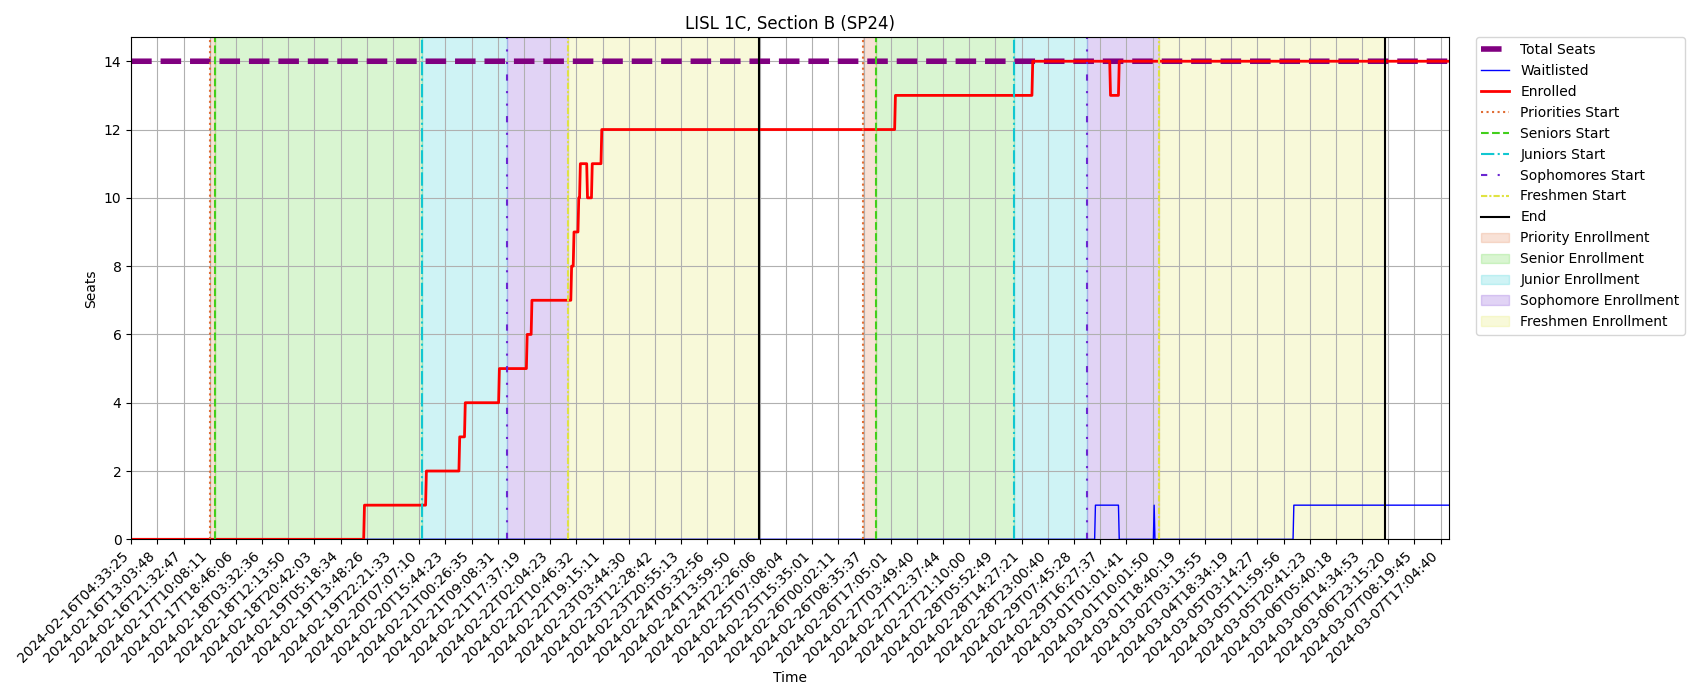 LISL 1C, Section B (SP24)
Seats
14
12
10
8
6
4
2
0
2024-02-16T04:33:25
2024-02-16T13:03:48
2024-02-16T21:32:47
2024-02-17T10:08:11
2024-02-17T18:46:06
2024-02-18T03:32:36
2024-02-18T12:13:50
2024-02-18T20:42:03
2024-02-19T05:18:34
2024-02-19T13:48:26
2024-02-19T22:21:33
2024-02-20T07:07:10
2024-02-20T15:44:23
2024-02-21T00:26:35
2024-02-21T09:08:31
2024-02-21T17:37:19
2024-02-22T02:04:23
2024-02-22T10:46:32
2024-02-22T19:15:11
2024-02-23T03:44:30
2024-02-23T12:28:42
2024-02-23T20:55:13
2024-02-24T05:32:56
2024-02-24T13:59:50
2024-02-24T22:26:06
2024-02-25T07:08:04
2024-02-25T15:35:01
2024-02-26T00:02:11
2024-02-26T08:35:37
2024-02-26T17:05:01
2024-02-27T03:49:40
2024-02-27T12:37:44
2024-02-27T21:10:00
2024-02-28T05:52:49
2024-02-28T14:27:21
2024-02-28T23:00:40
2024-02-29T07:45:28
2024-02-29T16:27:37
2024-03-01T01:01:41
2024-03-01T10:01:50
2024-03-01T18:40:19
2024-03-02T03:13:55
2024-03-04T18:34:19
2024-03-05T03:14:27
2024-03-05T11:59:56
2024-03-05T20:41:23
2024-03-06T05:40:18
2024-03-06T14:34:53
2024-03-06T23:15:20
2024-03-07T08:19:45
2024-03-07T17:04:40
Time
Total Seats
Waitlisted
Enrolled
Priorities Start
Seniors Start
Juniors Start
Sophomores Start
Freshmen Start
End
Priority Enrollment
Senior Enrollment
Junior Enrollment
Sophomore Enrollment
Freshmen Enrollment